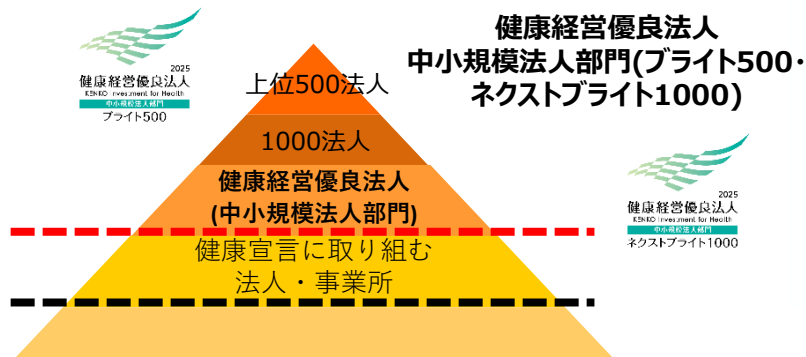 健康経営優良法人
中小規模法人部門(ブライト500・
ネクストブライト1000)
2025
健康経営優良法人
KENKO Investment for Health
中小規模法人部門
ブライト500
上位500法人
1000法人
健康経営優良法人
(中小規模法人部門)
健康宣言に取り組む
法人・事業所
2025
健康経営優良法人
KENKO Investment for Health
中小規模法人部門
ネクストブライト1000